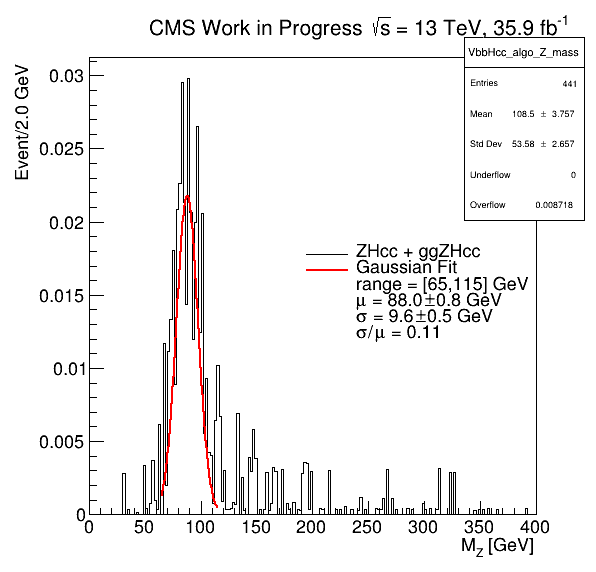 CMS Work in Progress √s = 13 TeV, 35.9 fb⁻¹
VbbHcc_algo_Z_mass
Entries 441
Mean 108.5 ± 3.757
Std Dev 53.58 ± 2.657
Underflow 0
Overflow 0.008718
Event/2.0 GeV
0.03
0.025
0.02
0.015
0.01
0.005
0
ZHcc + ggZHcc
Gaussian Fit
range = [65,115] GeV
μ = 88.0±0.8 GeV
σ = 9.6±0.5 GeV
σ/μ = 0.11
0 50 100 150 200 250 300 350 400
M_Z [GeV]